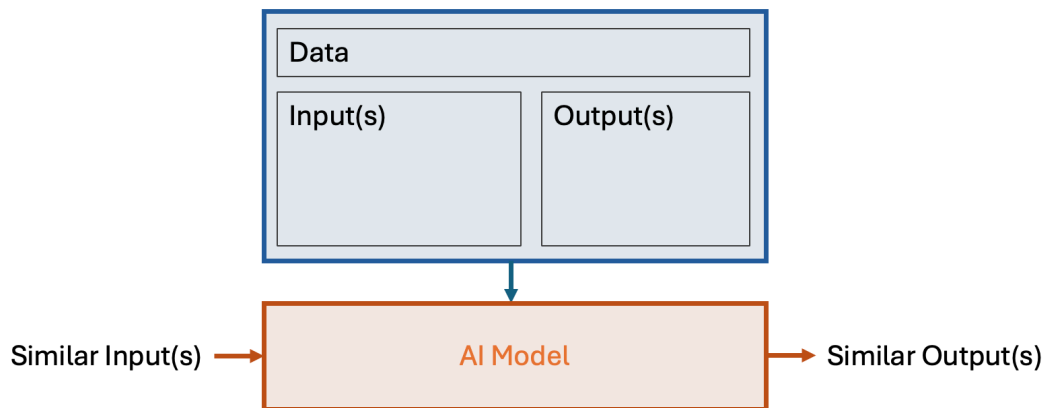 Data
Input(s)
Output(s)
Similar Input(s)
AI Model
Similar Output(s)